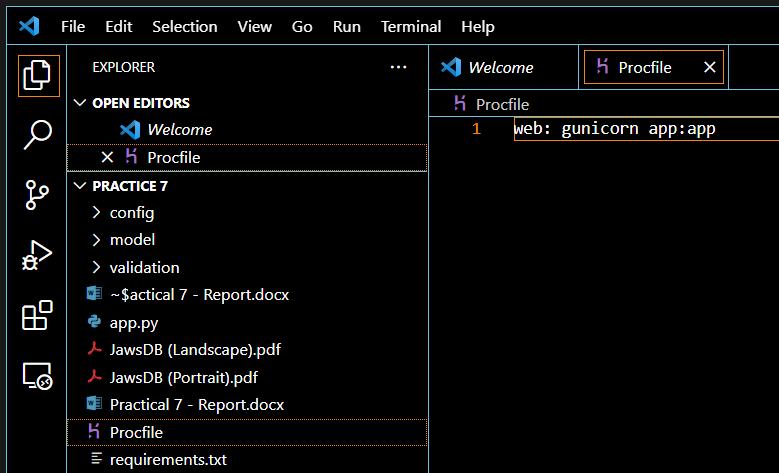 File Edit Selection View Go Run Terminal Help
EXPLORER ···
Welcome
Procfile
OPEN EDITORS
Welcome
Procfile
PRACTICE 7
config
model
validation
~$actical 7 - Report.docx
app.py
JawsDB (Landscape).pdf
JawsDB (Portrait).pdf
Practical 7 - Report.docx
Procfile
requirements.txt
Procfile
1 web: gunicorn app:app